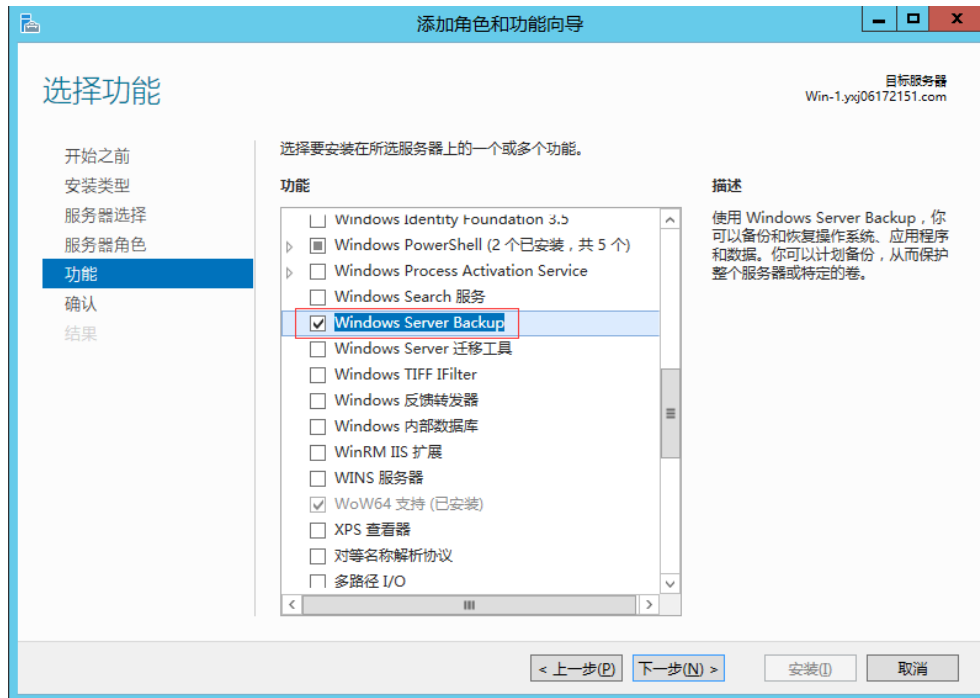 添加角色和功能向导
选择功能
目标服务器
Win-1.yxj06172151.com
开始之前
安装类型
服务器选择
服务器角色
功能
确认
结果
选择要安装在所选服务器上的一个或多个功能。
功能
Windows Identity Foundation 3.5
Windows PowerShell (2 个已安装，共 5 个)
Windows Process Activation Service
Windows Search 服务
Windows Server Backup
Windows Server 迁移工具
Windows TIFF IFilter
Windows 反馈转发器
Windows 内部数据库
WinRM IIS 扩展
WINS 服务器
WoW64 支持 (已安装)
XPS 查看器
对等名称解析协议
多路径 I/O
描述
使用 Windows Server Backup，你
可以备份和恢复操作系统、应用程序
和数据。你可以计划备份，从而保护
整个服务器或特定的卷。
< 上一步(P)
下一步(N) >
安装(I)
取消